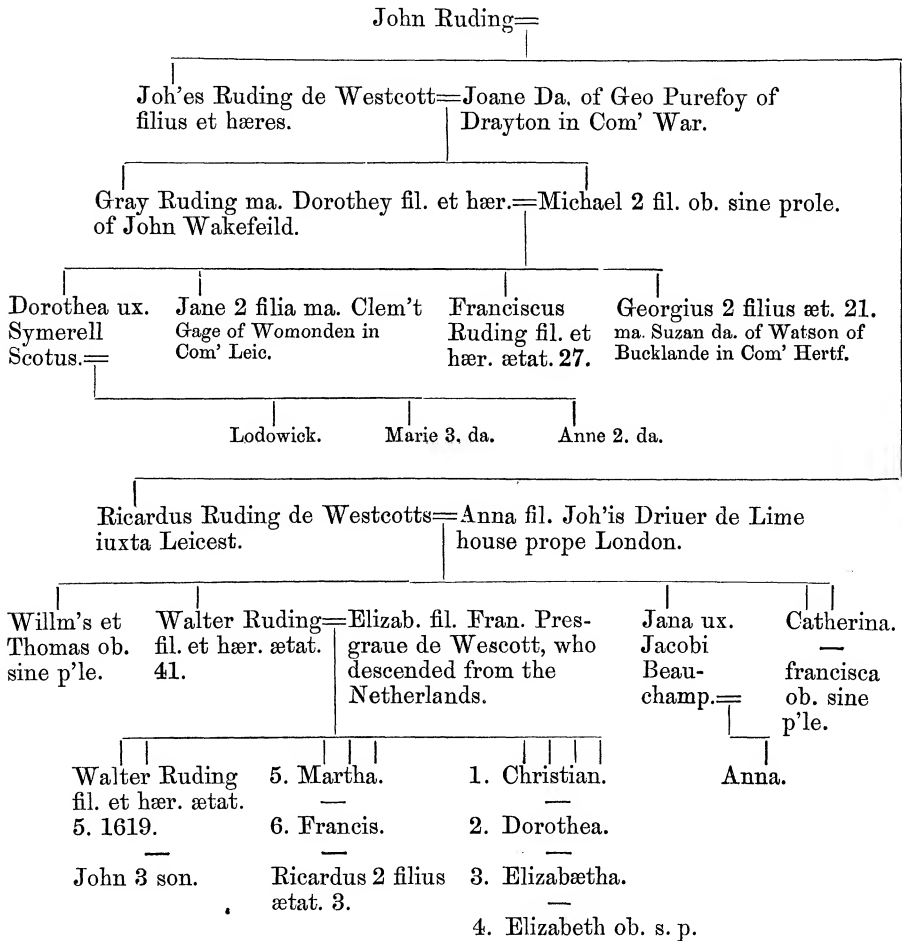 John Ruding=
Joh'es Ruding de Westcott=Joane Da. of Geo Purefoy of
filius et hæres. Drayton in Com' War.
Gray Ruding ma. Dorothey fil. et hær.=Michael 2 fil. ob. sine prole.
of John Wakefeild.
Dorothea ux.
Symerell
Scotus.=
Jane 2 filia ma. Clem't
Gage of Womonden in
Com' Leic.
Franciscus
Ruding fil. et
hær. ætat. 27.
Georgius 2 filius æt. 21.
ma. Suzan da. of Watson of
Bucklande in Com' Hertf.
Lodowick. Marie 3. da. Anne 2. da.
Ricardus Ruding de Westcotts=Anna fil. Joh'is Driuer de Lime
iuxta Leicest. house prope London.
Willm's et
Thomas ob.
sine p'le.
Walter Ruding=
fil. et hær. ætat.
41.
Elizab. fil. Fran. Pres-
graue de Wescott, who
descended from the
Netherlands.
Jana ux.
Jacobi
Beau-
champ.=
Catherina.
—
francisca
ob. sine
p'le.
Walter Ruding
fil. et hær. ætat.
5. 1619.
—
John 3 son.
5. Martha.
—
6. Francis.
—
Ricardus 2 filius
ætat. 3.
1. Christian.
—
2. Dorothea.
—
3. Elizabætha.
—
4. Elizabeth ob. s. p.
Anna.